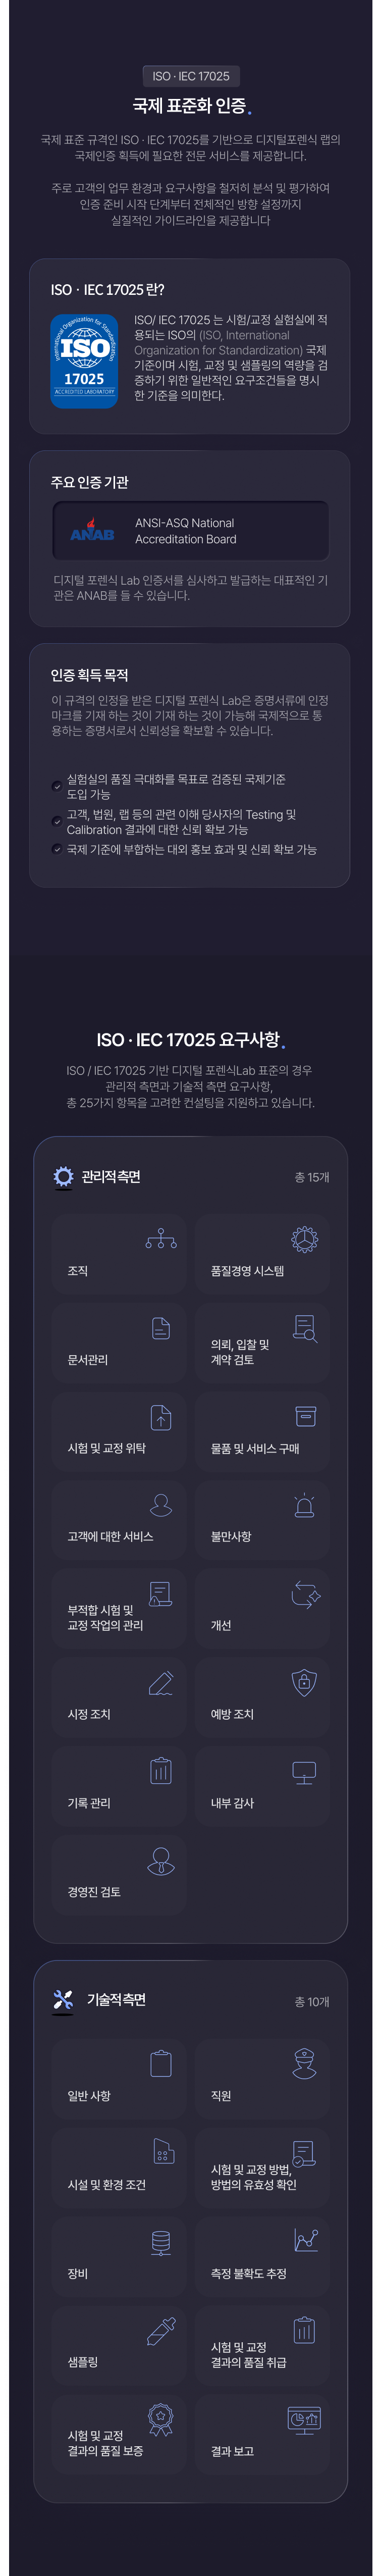 ISO · IEC 17025
국제 표준화 인증.
국제 표준 규격인 ISO · IEC 17025를 기반으로 디지털포렌식 랩의
국제인증 획득에 필요한 전문 서비스를 제공합니다.
주로 고객의 업무 환경과 요구사항을 철저히 분석 및 평가하여
인증 준비 시작 단계부터 전체적인 방향 설정까지
실질적인 가이드라인을 제공합니다
ISO · IEC 17025 란?
International Organization for Standardization
ISO
17025
ACCREDITED LABORATORY
ISO/ IEC 17025 는 시험/교정 실험실에 적
용되는 ISO의 (ISO, International
Organization for Standardization) 국제
기준이며 시험, 교정 및 샘플링의 역량을 검
증하기 위한 일반적인 요구조건들을 명시
한 기준을 의미한다.
주요 인증 기관
ANAB
ANSI-ASQ National
Accreditation Board
디지털 포렌식 Lab 인증서를 심사하고 발급하는 대표적인 기
관은 ANAB를 들 수 있습니다.
인증 획득 목적
이 규격의 인정을 받은 디지털 포렌식 Lab은 증명서류에 인정
마크를 기재 하는 것이 기재 하는 것이 가능해 국제적으로 통
용하는 증명서로서 신뢰성을 확보할 수 있습니다.
실험실의 품질 극대화를 목표로 검증된 국제기준
도입 가능
고객, 법원, 랩 등의 관련 이해 당사자의 Testing 및
Calibration 결과에 대한 신뢰 확보 가능
국제 기준에 부합하는 대외 홍보 효과 및 신뢰 확보 가능
ISO · IEC 17025 요구사항.
ISO / IEC 17025 기반 디지털 포렌식Lab 표준의 경우
관리적 측면과 기술적 측면 요구사항,
총 25가지 항목을 고려한 컨설팅을 지원하고 있습니다.
관리적 측면
총 15개
조직
품질경영 시스템
문서관리
의뢰, 입찰 및
계약 검토
시험 및 교정 위탁
물품 및 서비스 구매
고객에 대한 서비스
불만사항
부적합 시험 및
교정 작업의 관리
개선
시정 조치
예방 조치
기록 관리
내부 감사
경영진 검토
기술적 측면
총 10개
일반 사항
직원
시설 및 환경 조건
시험 및 교정 방법,
방법의 유효성 확인
장비
측정 불확도 추정
샘플링
시험 및 교정
결과의 품질 취급
시험 및 교정
결과의 품질 보증
결과 보고